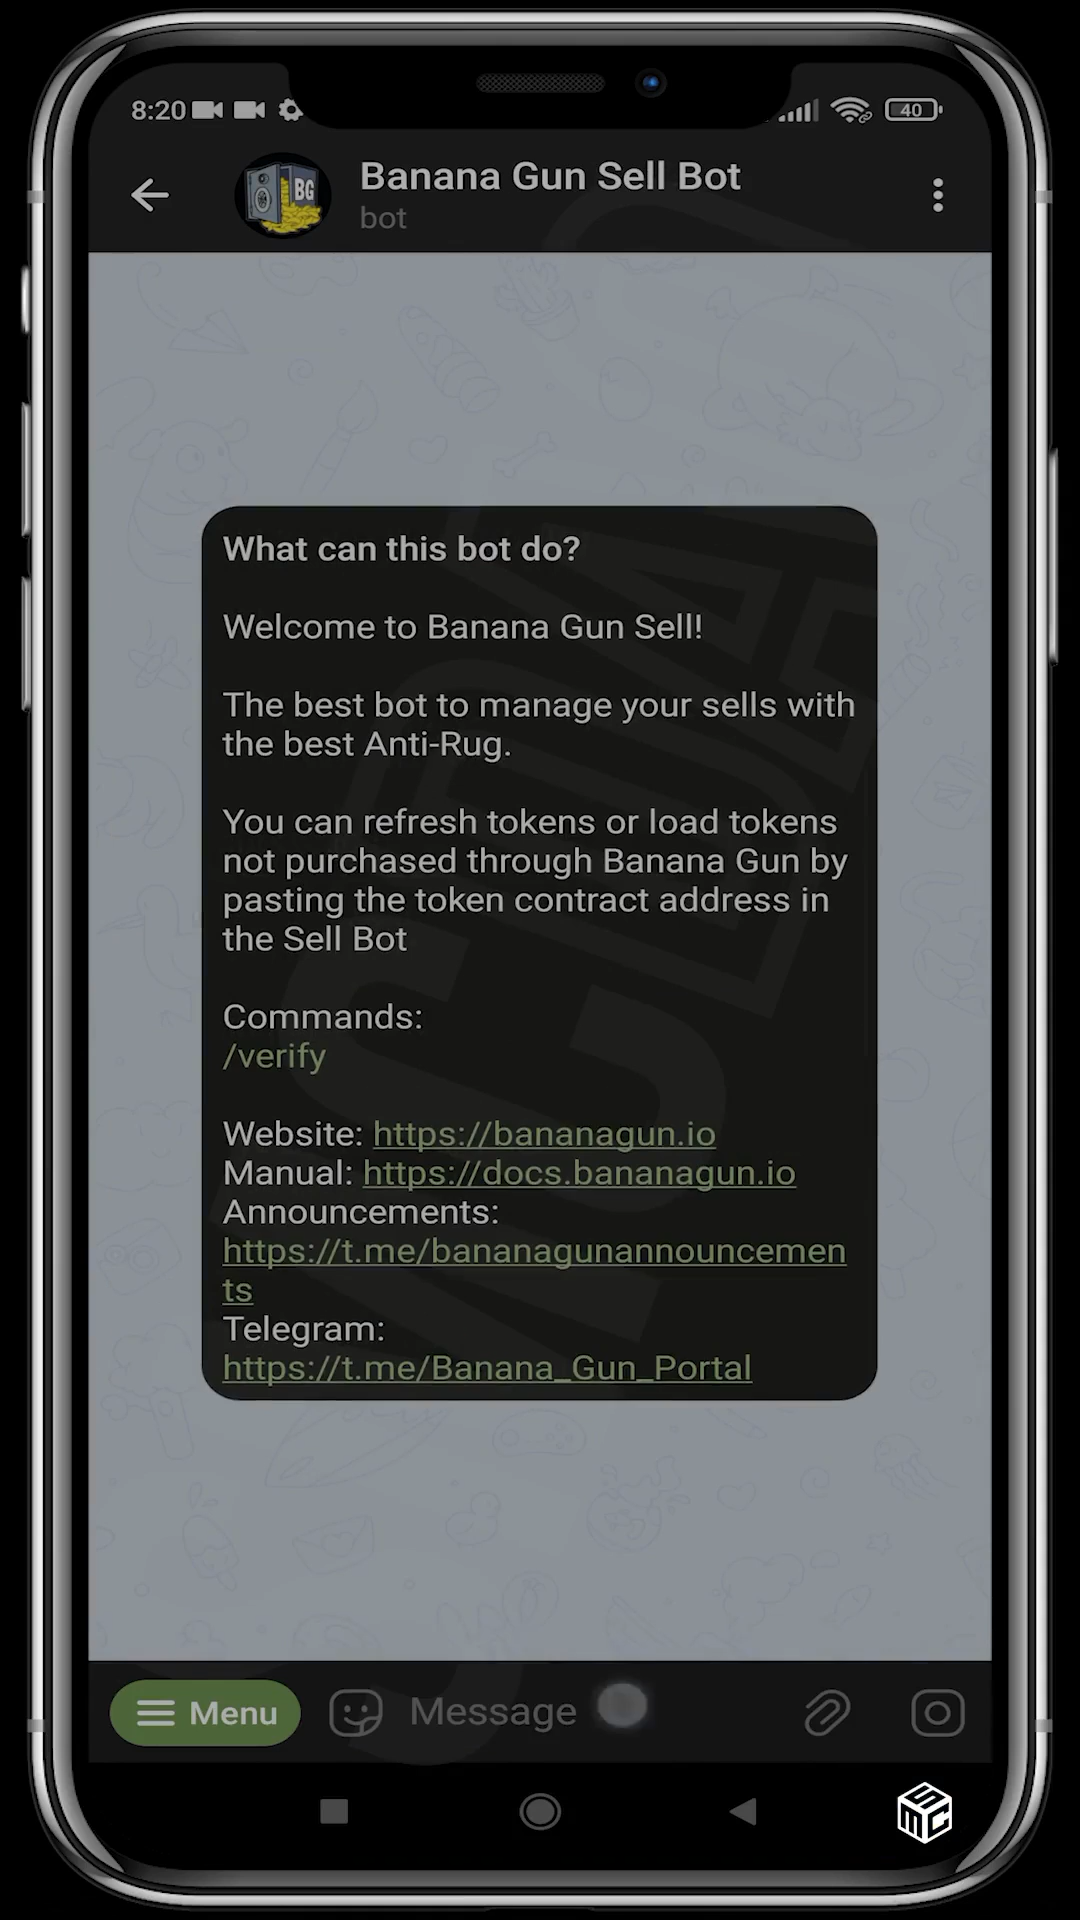 8:20
40
BG
Banana Gun Sell Bot
bot
What can this bot do?
Welcome to Banana Gun Sell!
The best bot to manage your sells with
the best Anti-Rug.
You can refresh tokens or load tokens
not purchased through Banana Gun by
pasting the token contract address in
the Sell Bot
Commands:
/verify
Website: https://bananagun.io
Manual: https://docs.bananagun.io
Announcements:
https://t.me/bananagunannouncemen
ts
Telegram:
https://t.me/Banana_Gun_Portal
Menu
Message
SMC